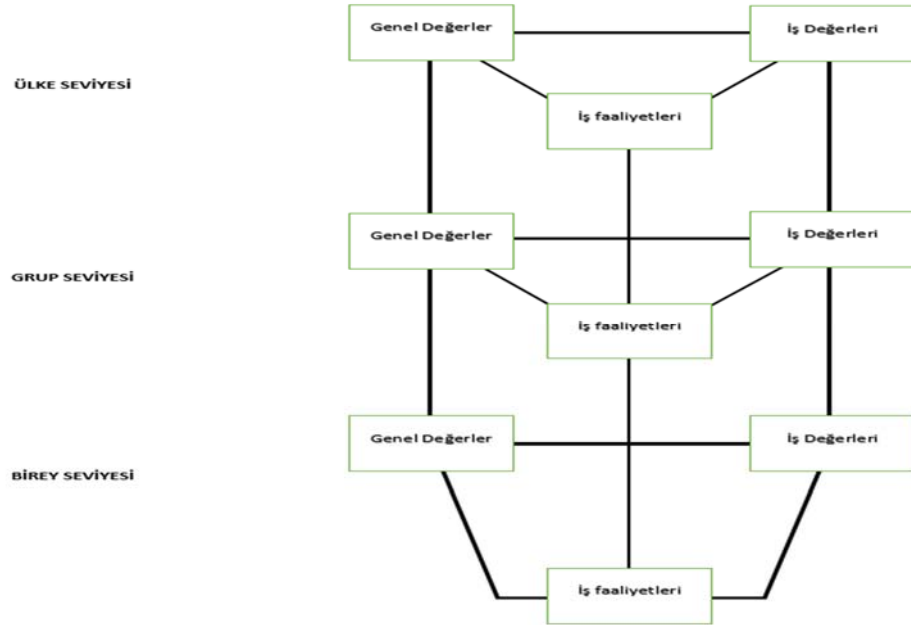 Genel Değerler
İş Değerleri
ÜLKE SEVİYESİ
İş faaliyetleri
Genel Değerler
İş Değerleri
GRUP SEVİYESİ
İş faaliyetleri
Genel Değerler
İş Değerleri
BİREY SEVİYESİ
İş faaliyetleri